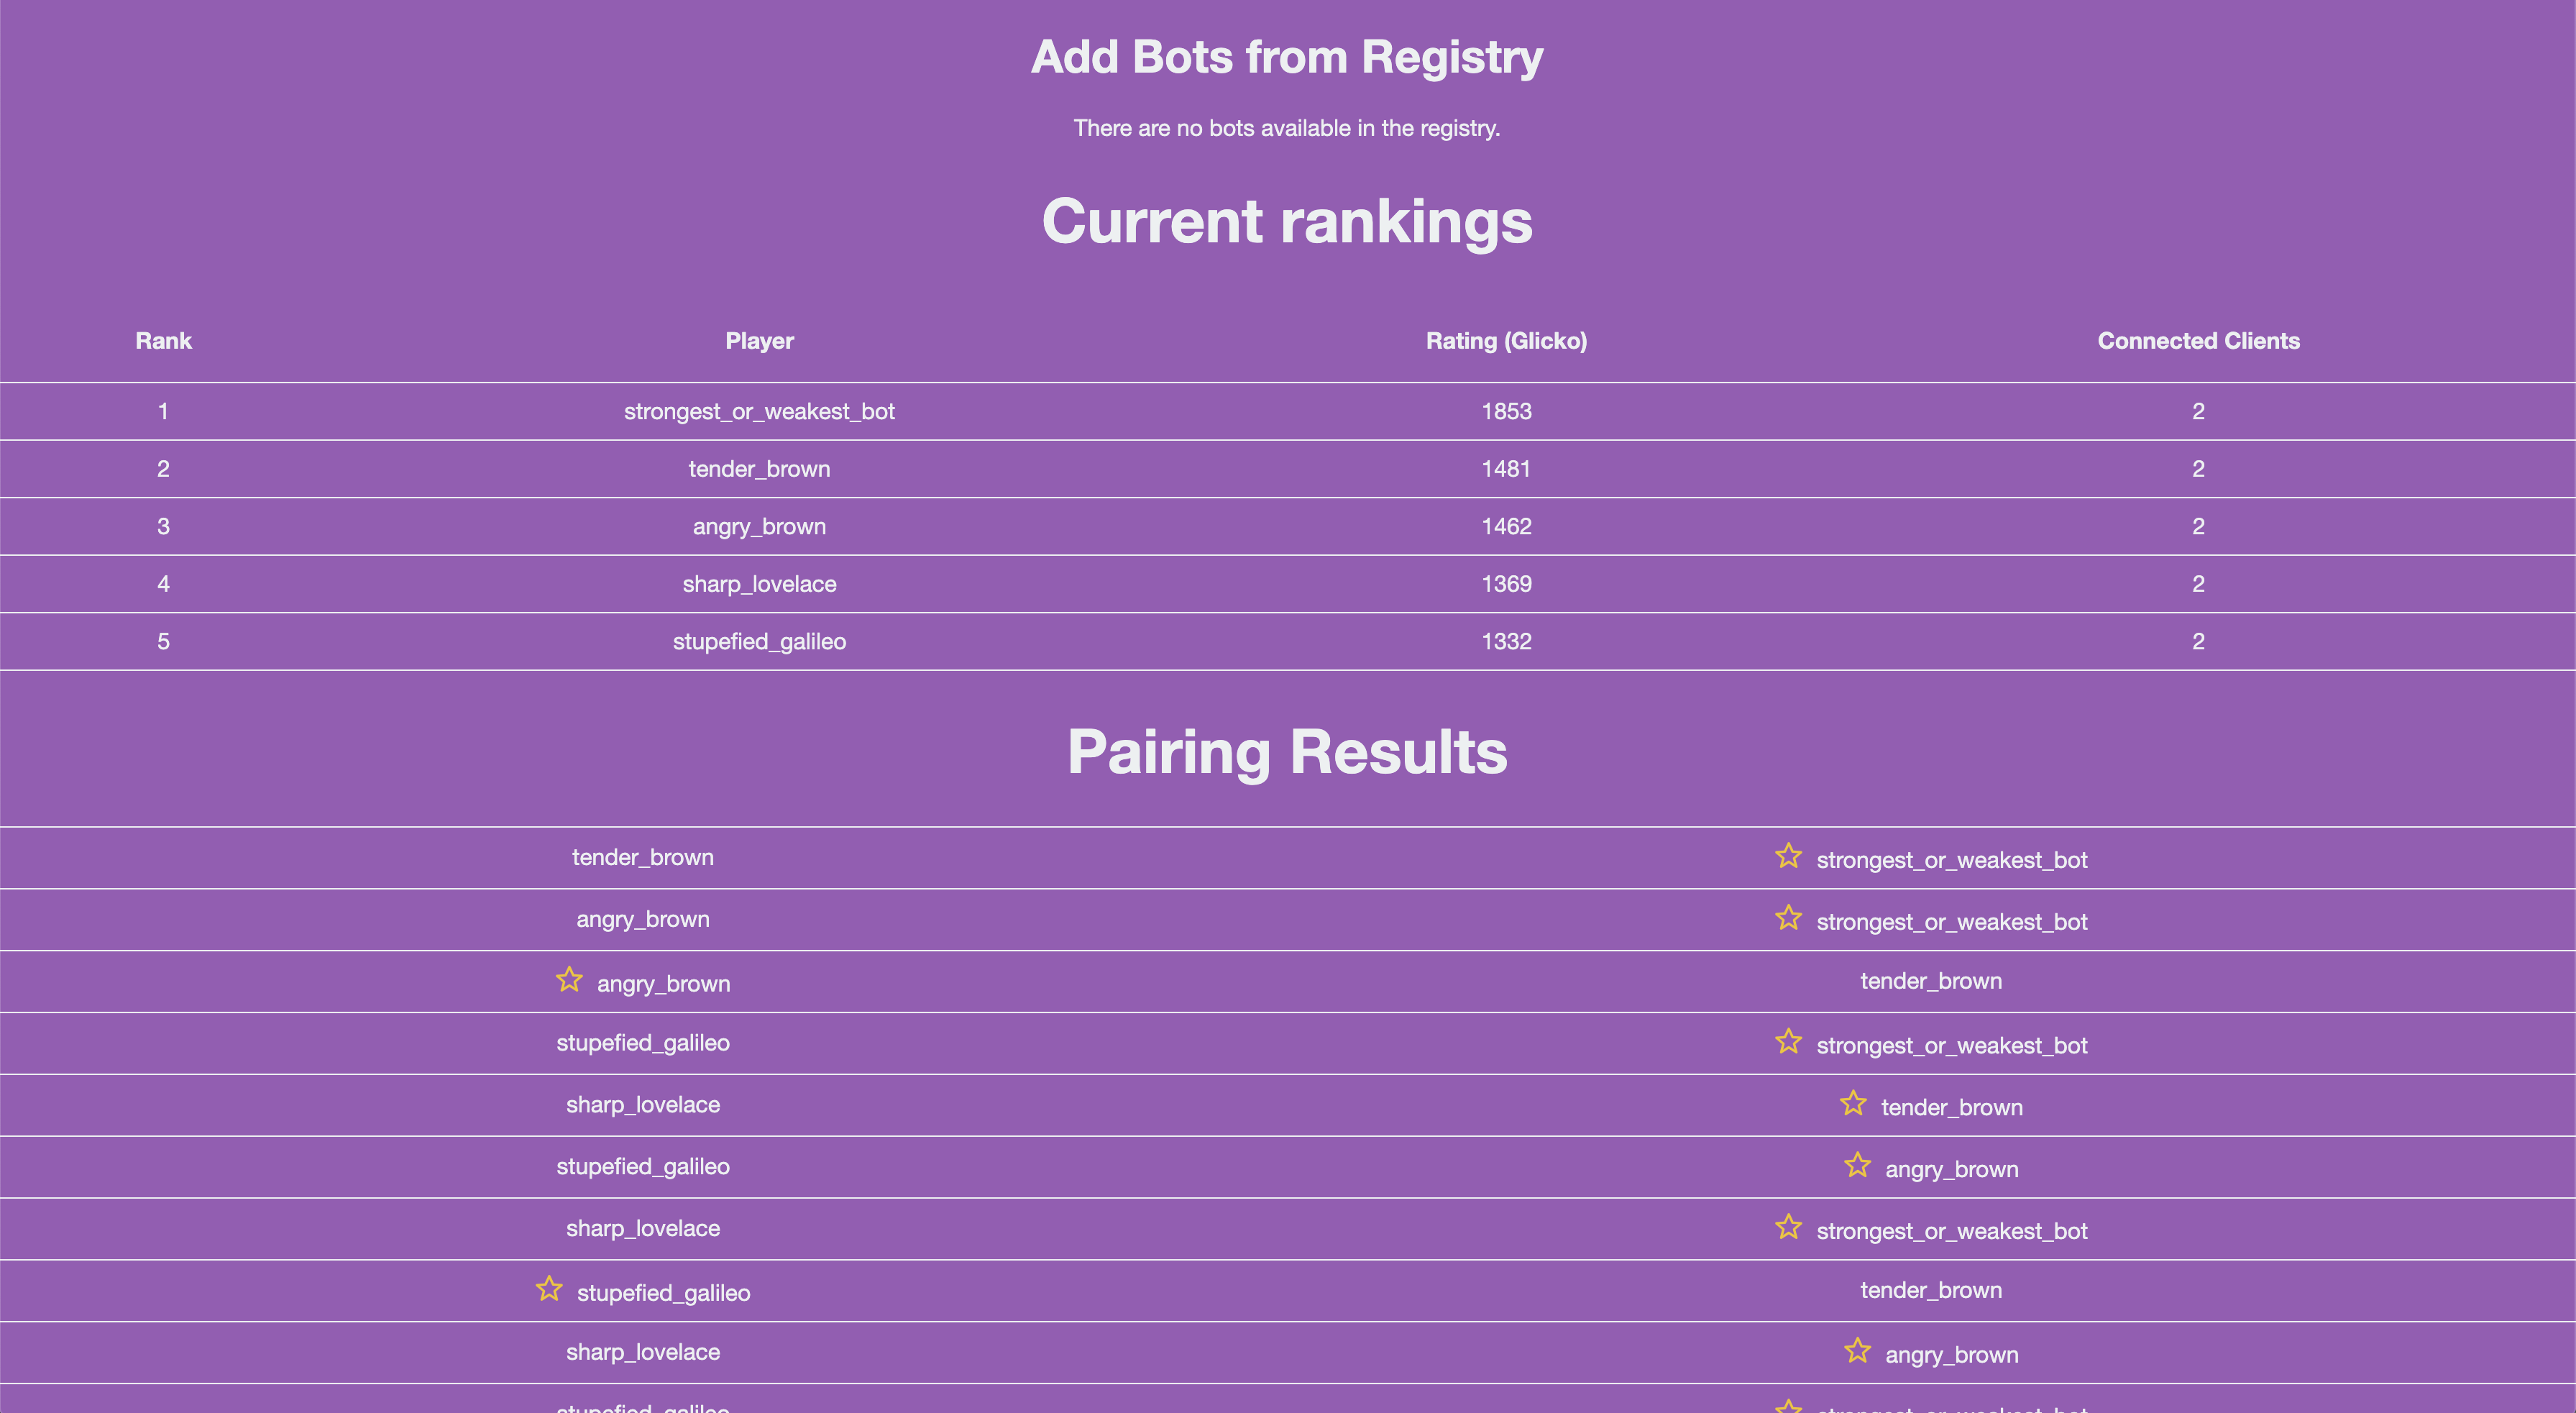 Add Bots from Registry
There are no bots available in the registry.
Current rankings
Rank Player Rating (Glicko) Connected Clients
1 strongest_or_weakest_bot 1853 2
2 tender_brown 1481 2
3 angry_brown 1462 2
4 sharp_lovelace 1369 2
5 stupefied_galileo 1332 2
Pairing Results
tender_brown strongest_or_weakest_bot
angry_brown strongest_or_weakest_bot
angry_brown tender_brown
stupefied_galileo strongest_or_weakest_bot
sharp_lovelace tender_brown
stupefied_galileo angry_brown
sharp_lovelace strongest_or_weakest_bot
stupefied_galileo tender_brown
sharp_lovelace angry_brown
stupefied_galileo strongest_or_weakest_bot